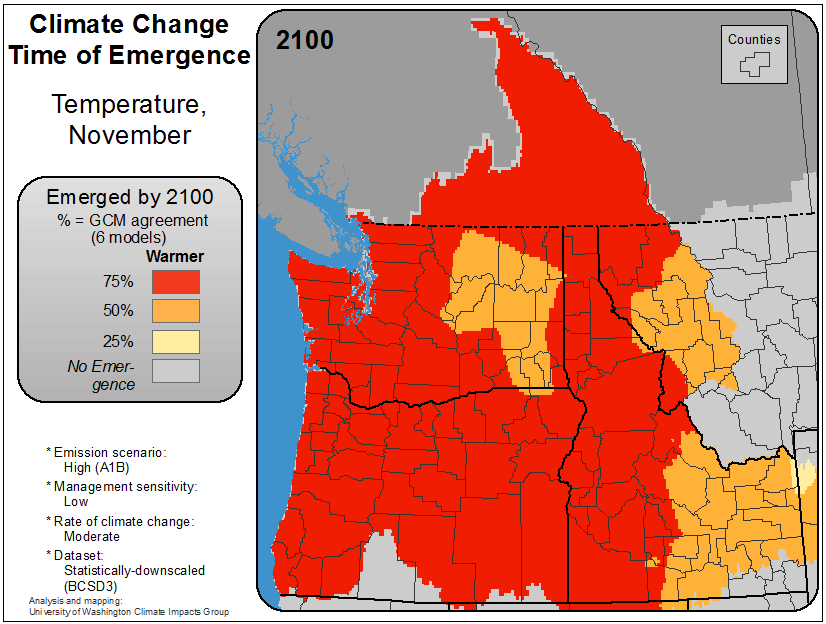 Climate Change
Time of Emergence
Temperature,
November
Emerged by 2100
% = GCM agreement
(6 models)
Warmer
75%
50%
25%
No Emer-
gence
* Emission scenario:
High (A1B)
* Management sensitivity:
Low
* Rate of climate change:
Moderate
* Dataset:
Statistically-downscaled
(BCSD3)
Analysis and mapping:
University of Washington Climate Impacts Group
2100
Counties